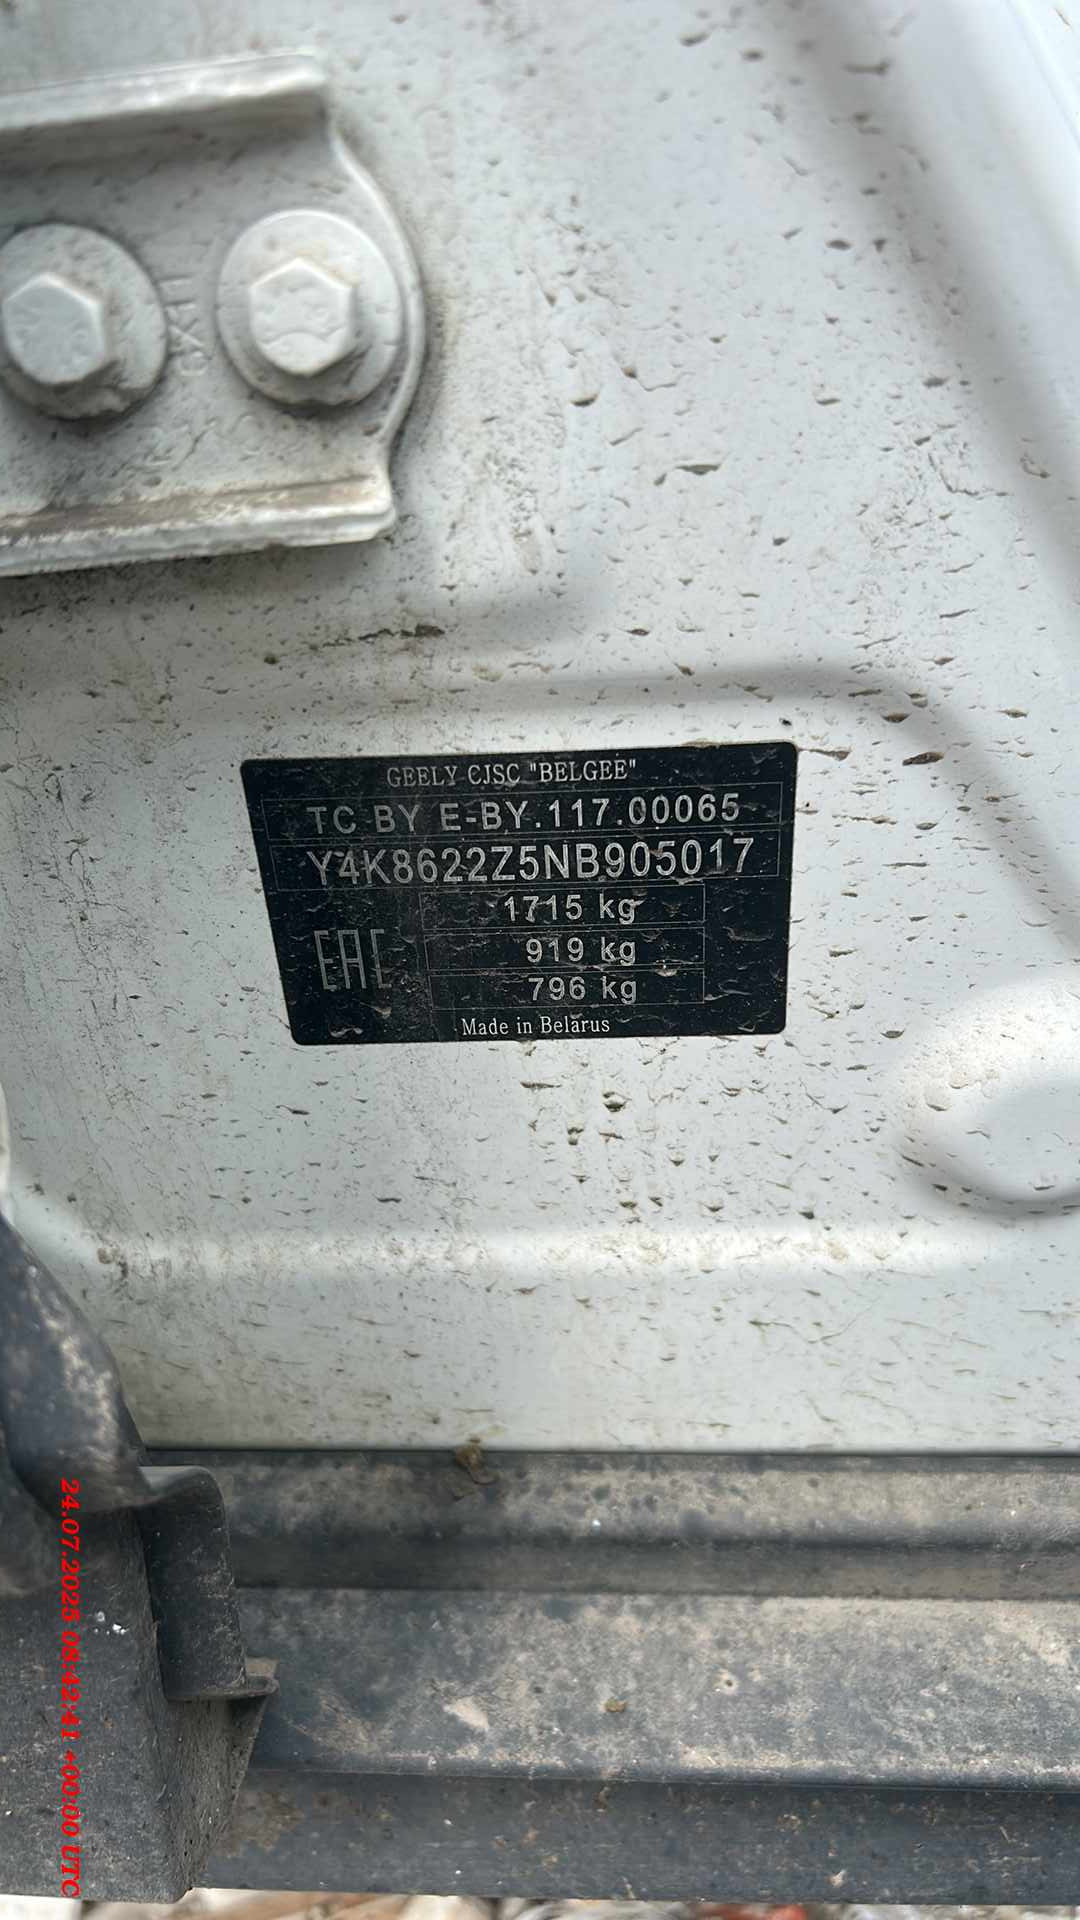 GEELY CJSC "BELGEE"
TC BY E-BY.117.00065
Y4K8622Z5NB905017
1715 kg
919 kg
796 kg
EAC
Made in Belarus
24.07.2025 08:42:41 +00:00 UTC